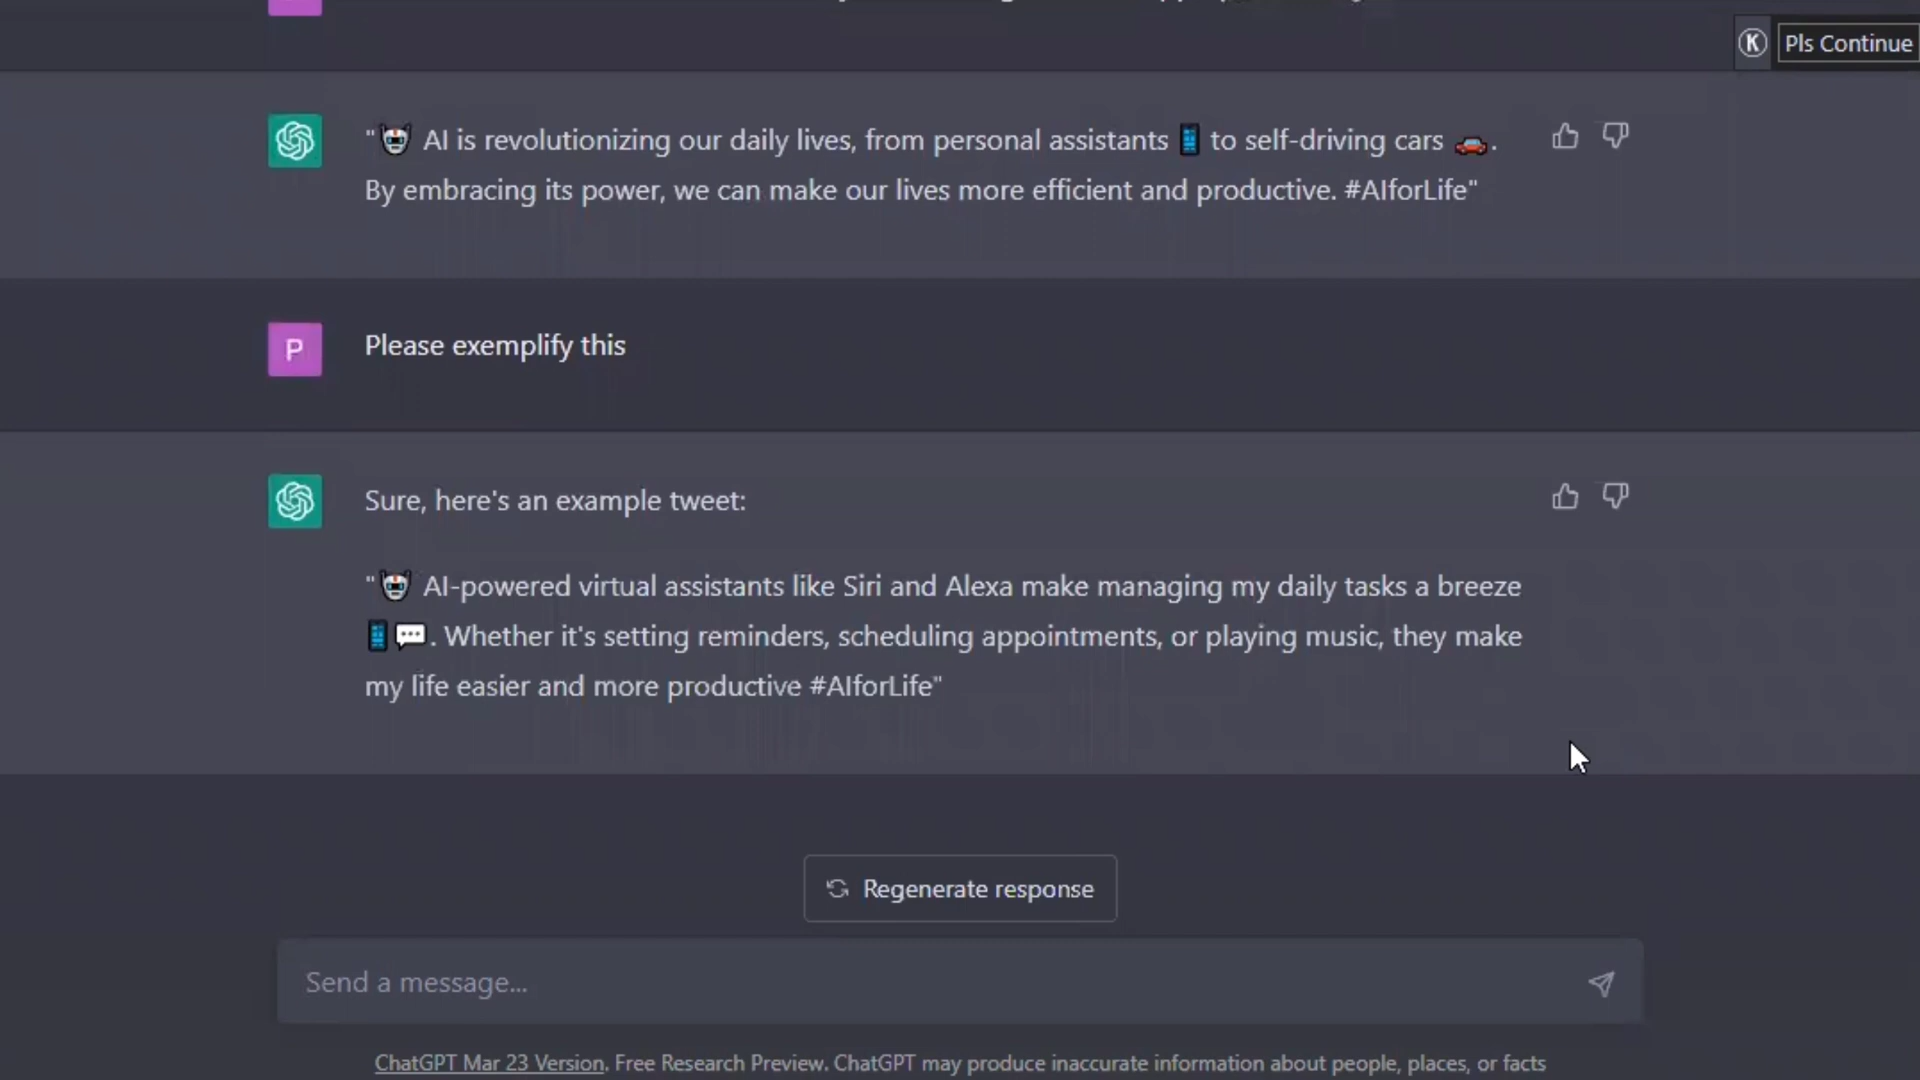 Pls Continue
"🤖 AI is revolutionizing our daily lives, from personal assistants 📱 to self-driving cars 🚗.
By embracing its power, we can make our lives more efficient and productive. #AIforLife"
P
Please exemplify this
Sure, here's an example tweet:
"🤖 AI-powered virtual assistants like Siri and Alexa make managing my daily tasks a breeze
📱💬. Whether it's setting reminders, scheduling appointments, or playing music, they make
my life easier and more productive #AIforLife"
Regenerate response
Send a message...
ChatGPT Mar 23 Version. Free Research Preview. ChatGPT may produce inaccurate information about people, places, or facts